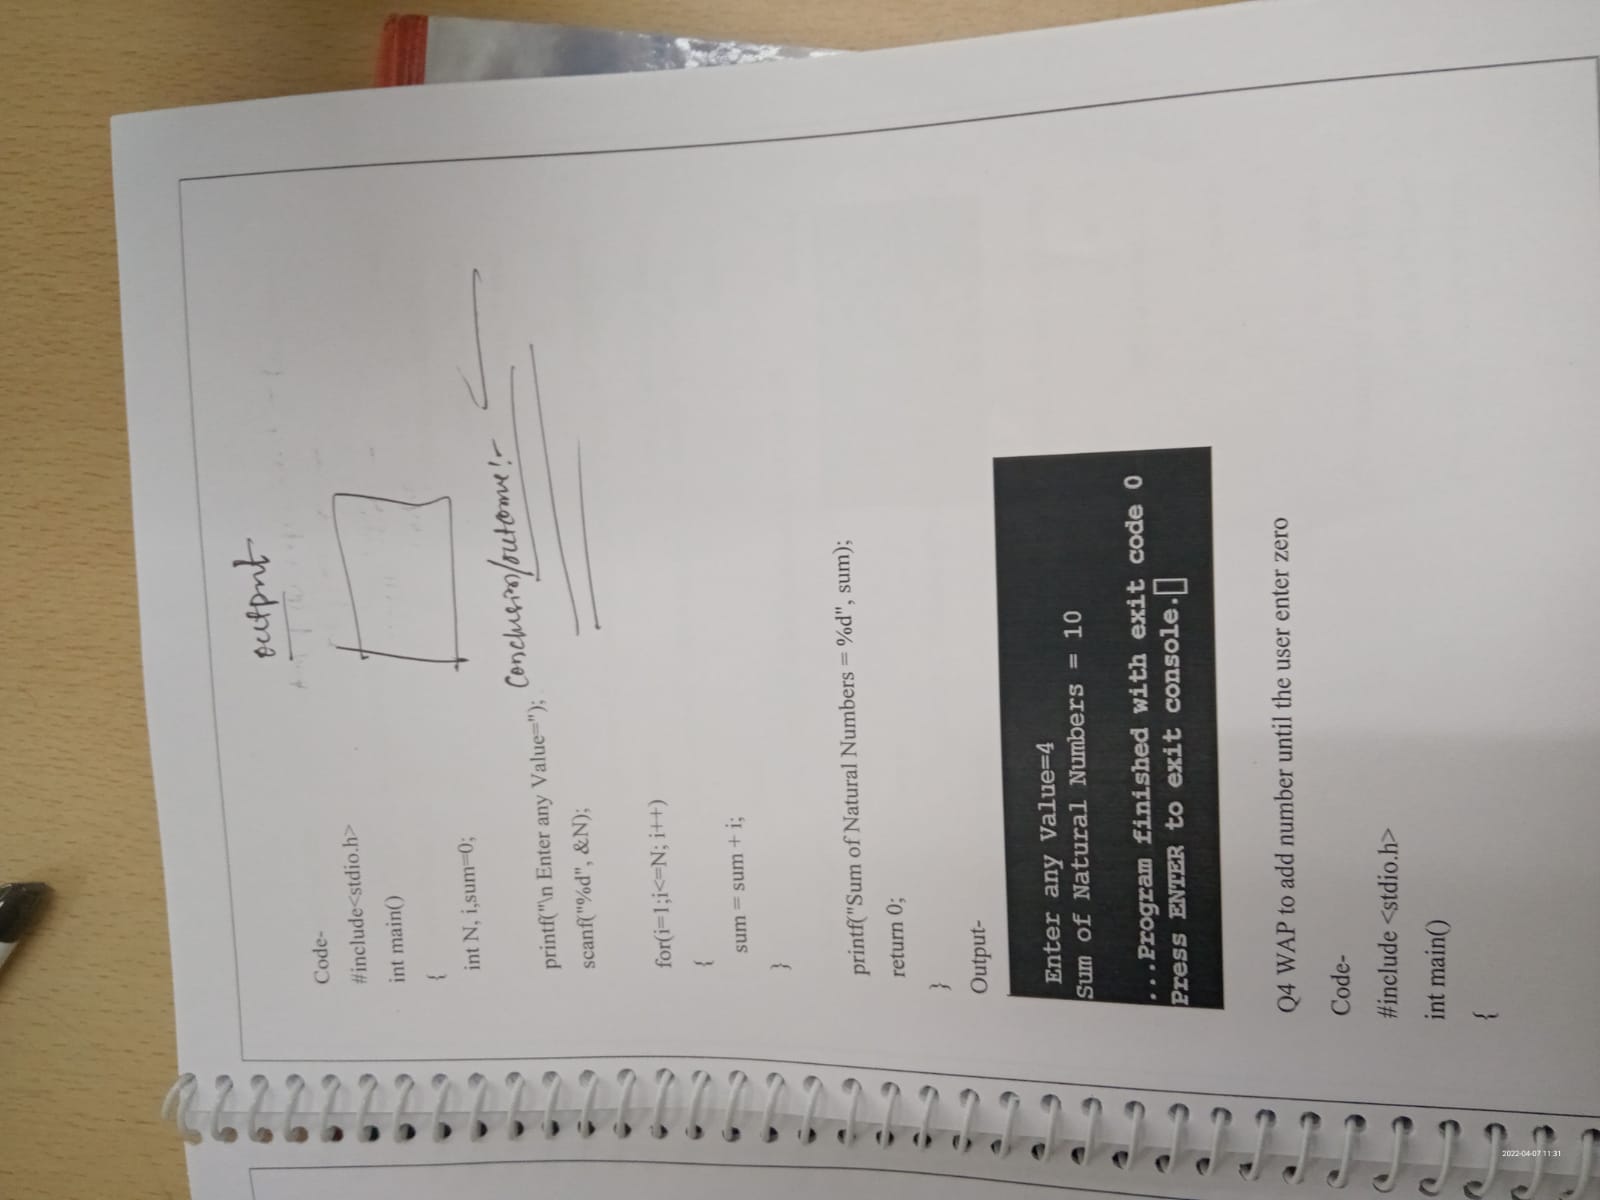 output
Code-
#include<stdio.h>
int main()
{
int N, i,sum=0;
Conclusion/outcome!-
printf("\n Enter any Value=");
scanf("%d", &N);
for(i=1;i<=N; i++)
{
sum = sum + i;
}
printf("Sum of Natural Numbers = %d", sum);
return 0;
}
Output-
Enter any Value=4
Sum of Natural Numbers = 10
...Program finished with exit code 0
Press ENTER to exit console.
Q4 WAP to add number until the user enter zero
Code-
#include <stdio.h>
int main()
{
2022-04-07 11:31